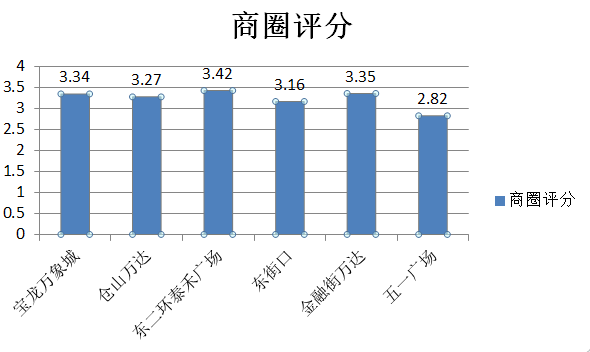 商圈评分
4
3.5
3
2.5
2
1.5
1
0.5
0
3.34
3.27
3.42
3.16
3.35
2.82
宝龙万象城
仓山万达
东二环泰禾广场
东街口
金融街万达
五一广场
商圈评分